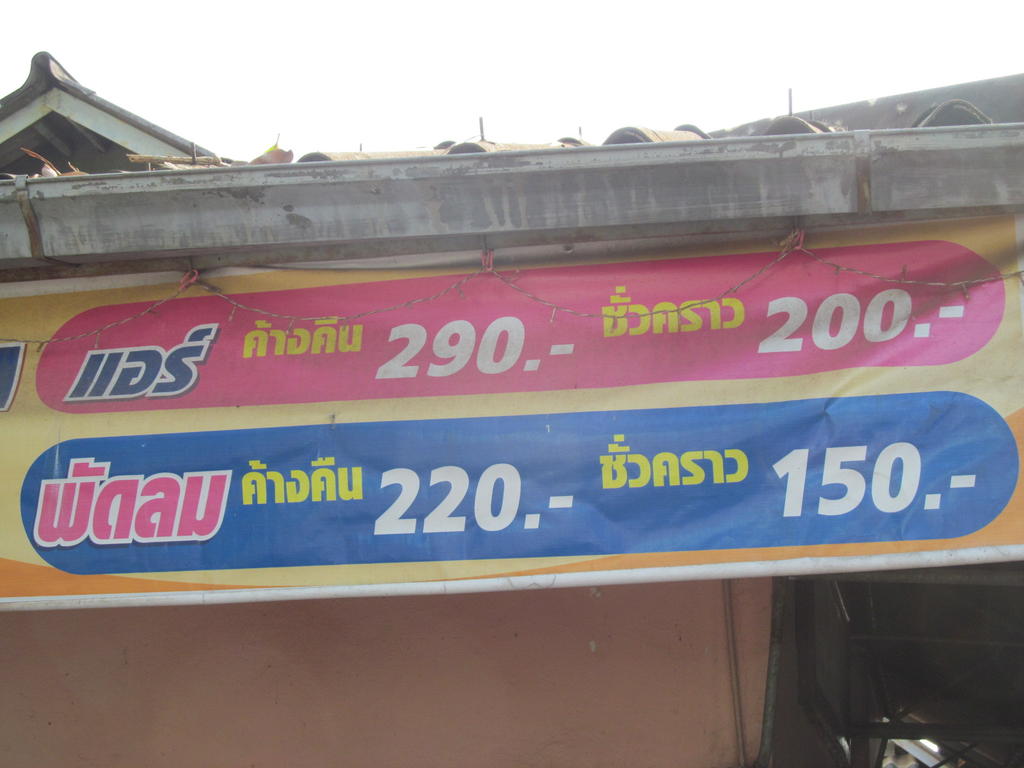 แอร์ ค้างคืน 290.- ชั่วคราว 200.-
พัดลม ค้างคืน 220.- ชั่วคราว 150.-